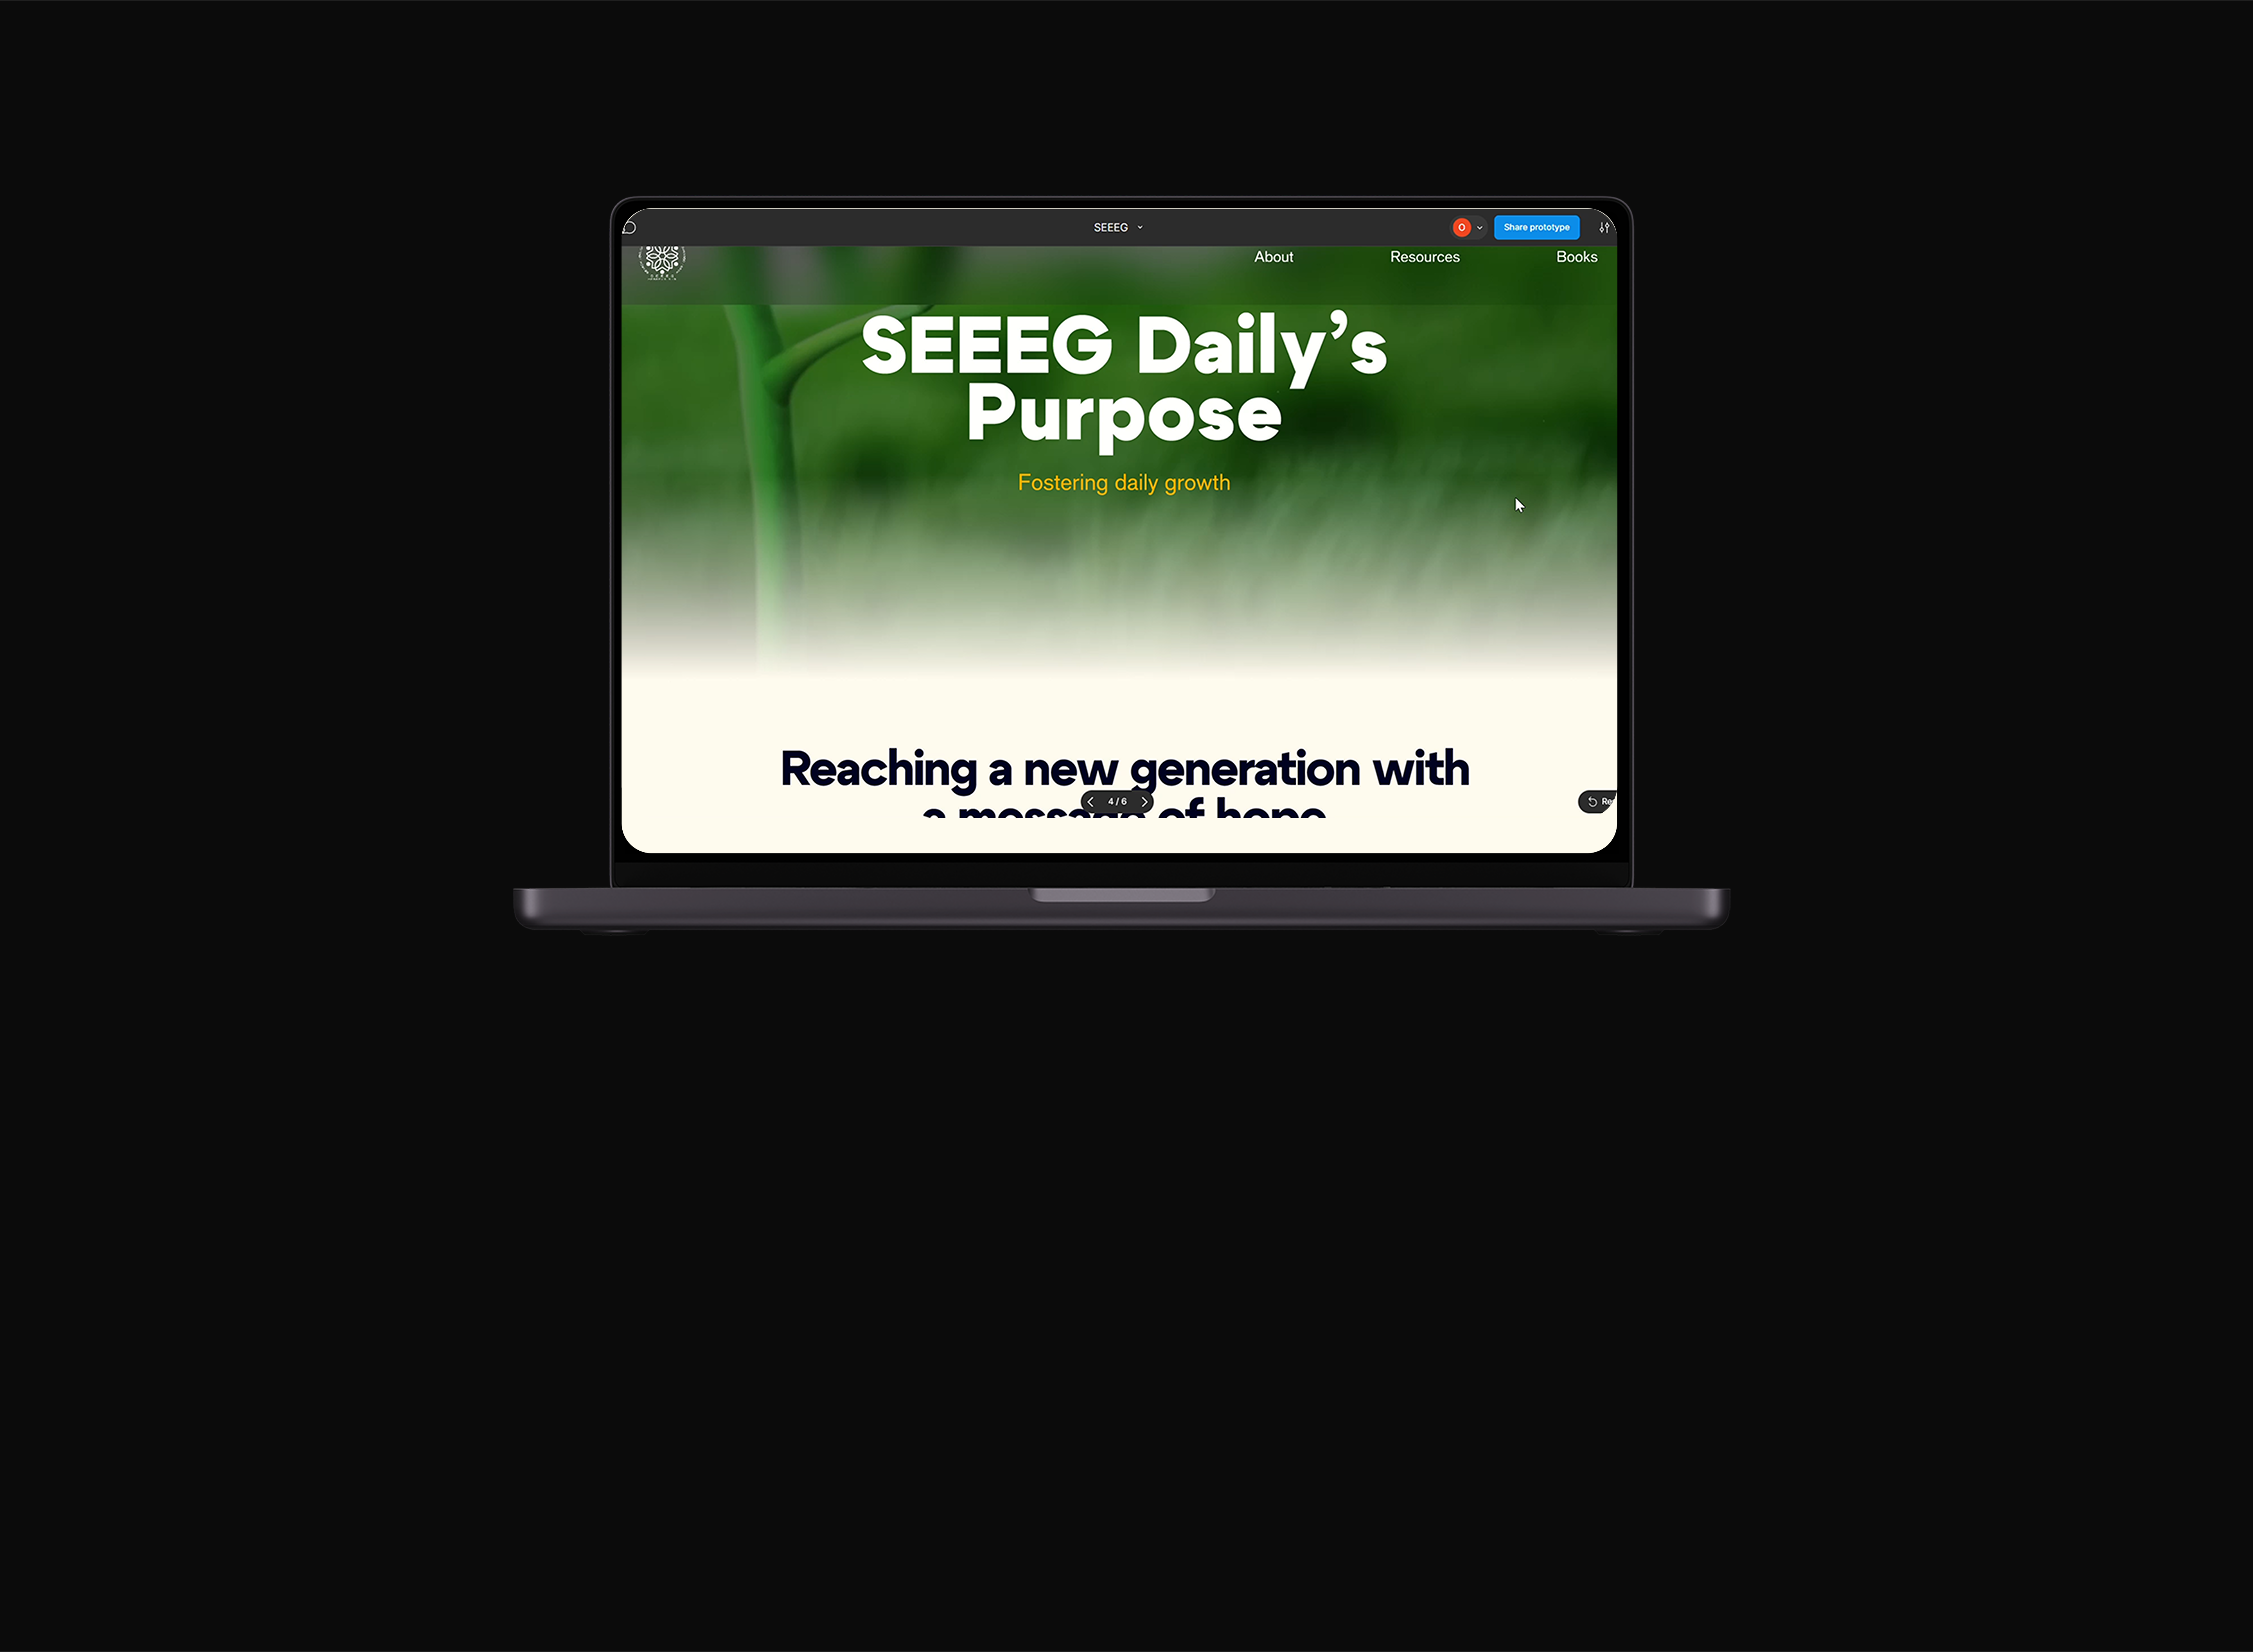 SEEEG
O
Share prototype
About
Resources
Books
SEEEG Daily’s
Purpose
Fostering daily growth
Reaching a new generation with
a message of hope
4 / 6